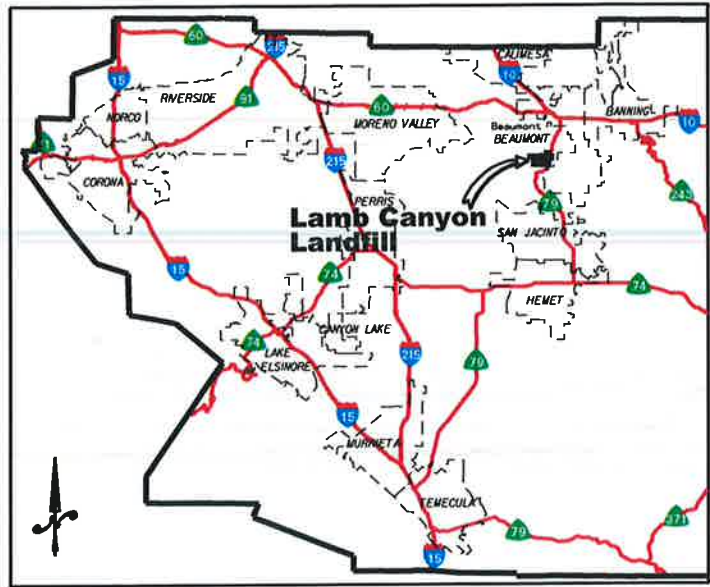 60
215
CALIMESA
10
15
RIVERSIDE
91
NORCO
60
MORENO VALLEY
Beaumont
BEAUMONT
BANNING
10
91
215
CORONA
PERRIS
79
243
Lamb Canyon
Landfill
SAN JACINTO
15
74
HEMET
74
CANYON LAKE
74
LAKE
ELSINORE
215
79
15
MURRIETA
TEMECULA
79
371
15